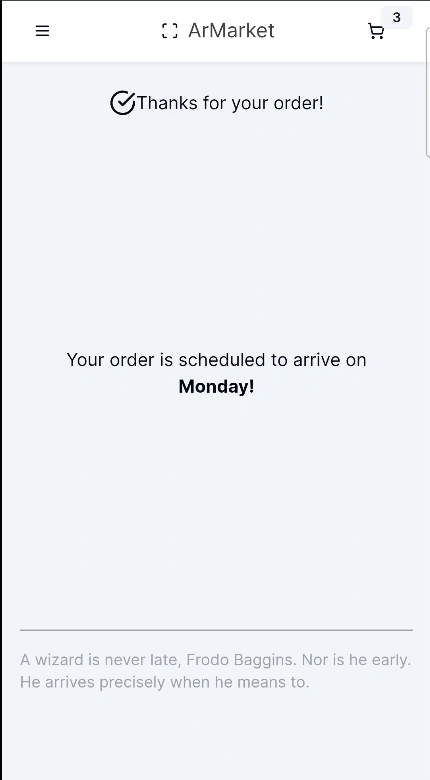 ArMarket
3
Thanks for your order!
Your order is scheduled to arrive on
Monday!
A wizard is never late, Frodo Baggins. Nor is he early.
He arrives precisely when he means to.